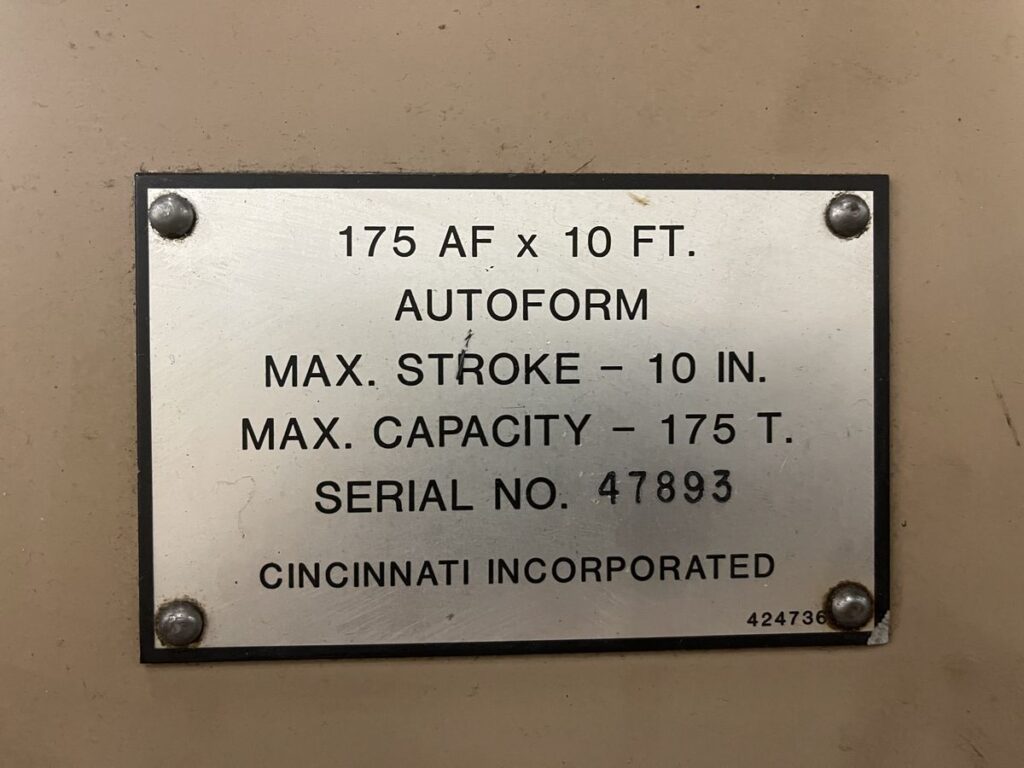 175 AF x 10 FT.
AUTOFORM
MAX. STROKE – 10 IN.
MAX. CAPACITY – 175 T.
SERIAL NO. 47893
CINCINNATI INCORPORATED
424736